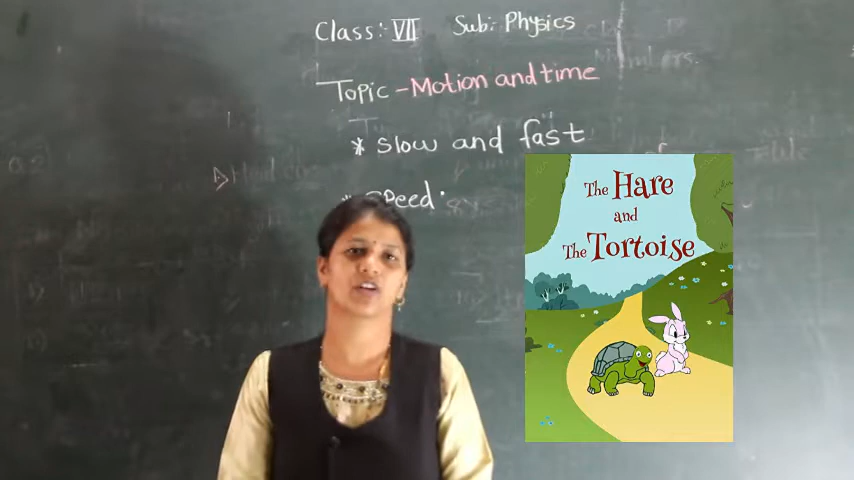 Class:- VII Sub:- Physics
Topic - Motion and time
* Slow and fast
* Speed.
The Hare
and
The Tortoise